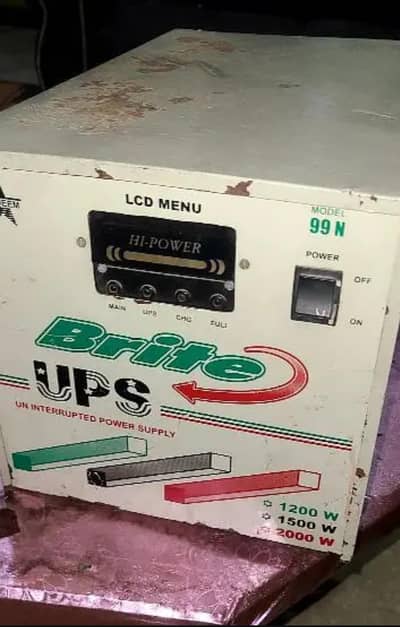 LCD MENU
HI-POWER
MAIN UPS CHG FULL
MODEL
99 N
POWER
OFF
ON
Brite
UPS
UN INTERRUPTED POWER SUPPLY
1200 W
1500 W
2000 W